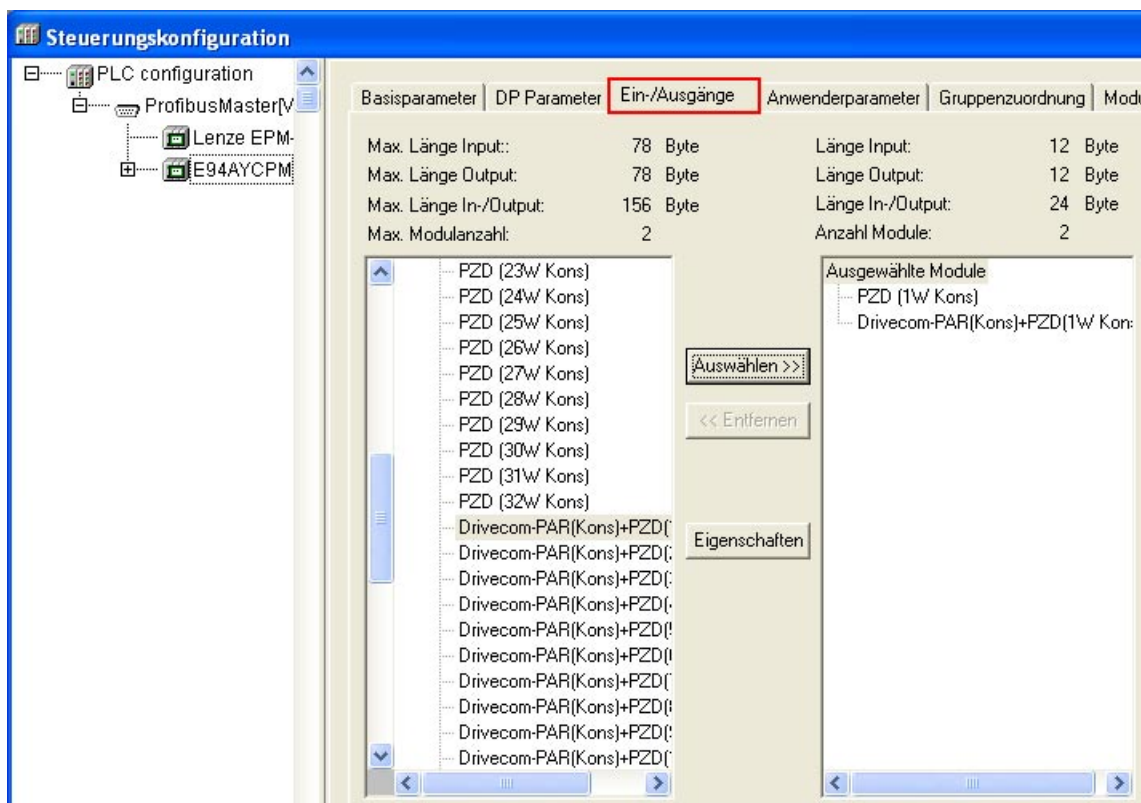 Steuerungskonfiguration
PLC configuration
ProfibusMaster[V
Lenze EPM-
E94AYCPM
Basisparameter
DP Parameter
Ein-/Ausgänge
Anwenderparameter
Gruppenzuordnung
Modu
Max. Länge Input:: 78 Byte
Max. Länge Output: 78 Byte
Max. Länge In-/Output: 156 Byte
Max. Modulanzahl: 2
Länge Input: 12 Byte
Länge Output: 12 Byte
Länge In-/Output: 24 Byte
Anzahl Module: 2
PZD (23W Kons)
PZD (24W Kons)
PZD (25W Kons)
PZD (26W Kons)
PZD (27W Kons)
PZD (28W Kons)
PZD (29W Kons)
PZD (30W Kons)
PZD (31W Kons)
PZD (32W Kons)
Drivecom-PAR(Kons)+PZD(
Drivecom-PAR(Kons)+PZD(
Drivecom-PAR(Kons)+PZD(
Drivecom-PAR(Kons)+PZD(
Drivecom-PAR(Kons)+PZD(
Drivecom-PAR(Kons)+PZD(
Drivecom-PAR(Kons)+PZD(
Drivecom-PAR(Kons)+PZD(
Drivecom-PAR(Kons)+PZD(
Drivecom-PAR(Kons)+PZD(
Auswählen >>
<< Entfernen
Eigenschaften
Ausgewählte Module
PZD (1W Kons)
Drivecom-PAR(Kons)+PZD(1W Kon